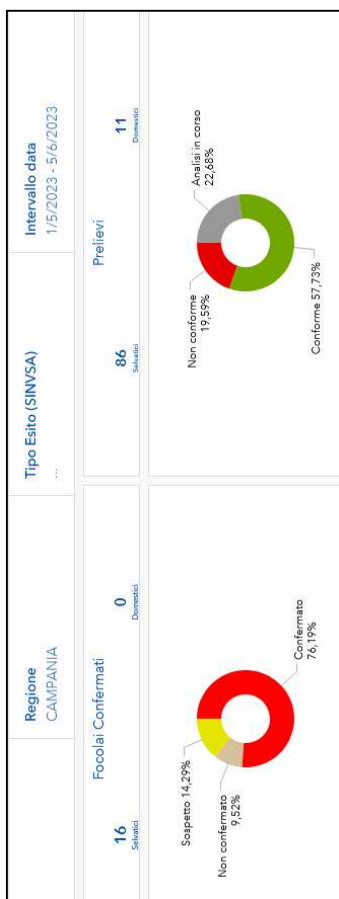 Regione
CAMPANIA
Tipo Esito (SINVSA)
---
Intervallo data
1/5/2023 - 5/6/2023
Focolai Confermati
16
Selvatici
0
Domestici
Prelievi
86
Selvatici
11
Domestici
Sospetto 14,29%
Non confermato
9,52%
Confermato
76,19%
Non conforme
19,59%
Analisi in corso
22,68%
Conforme 57,73%